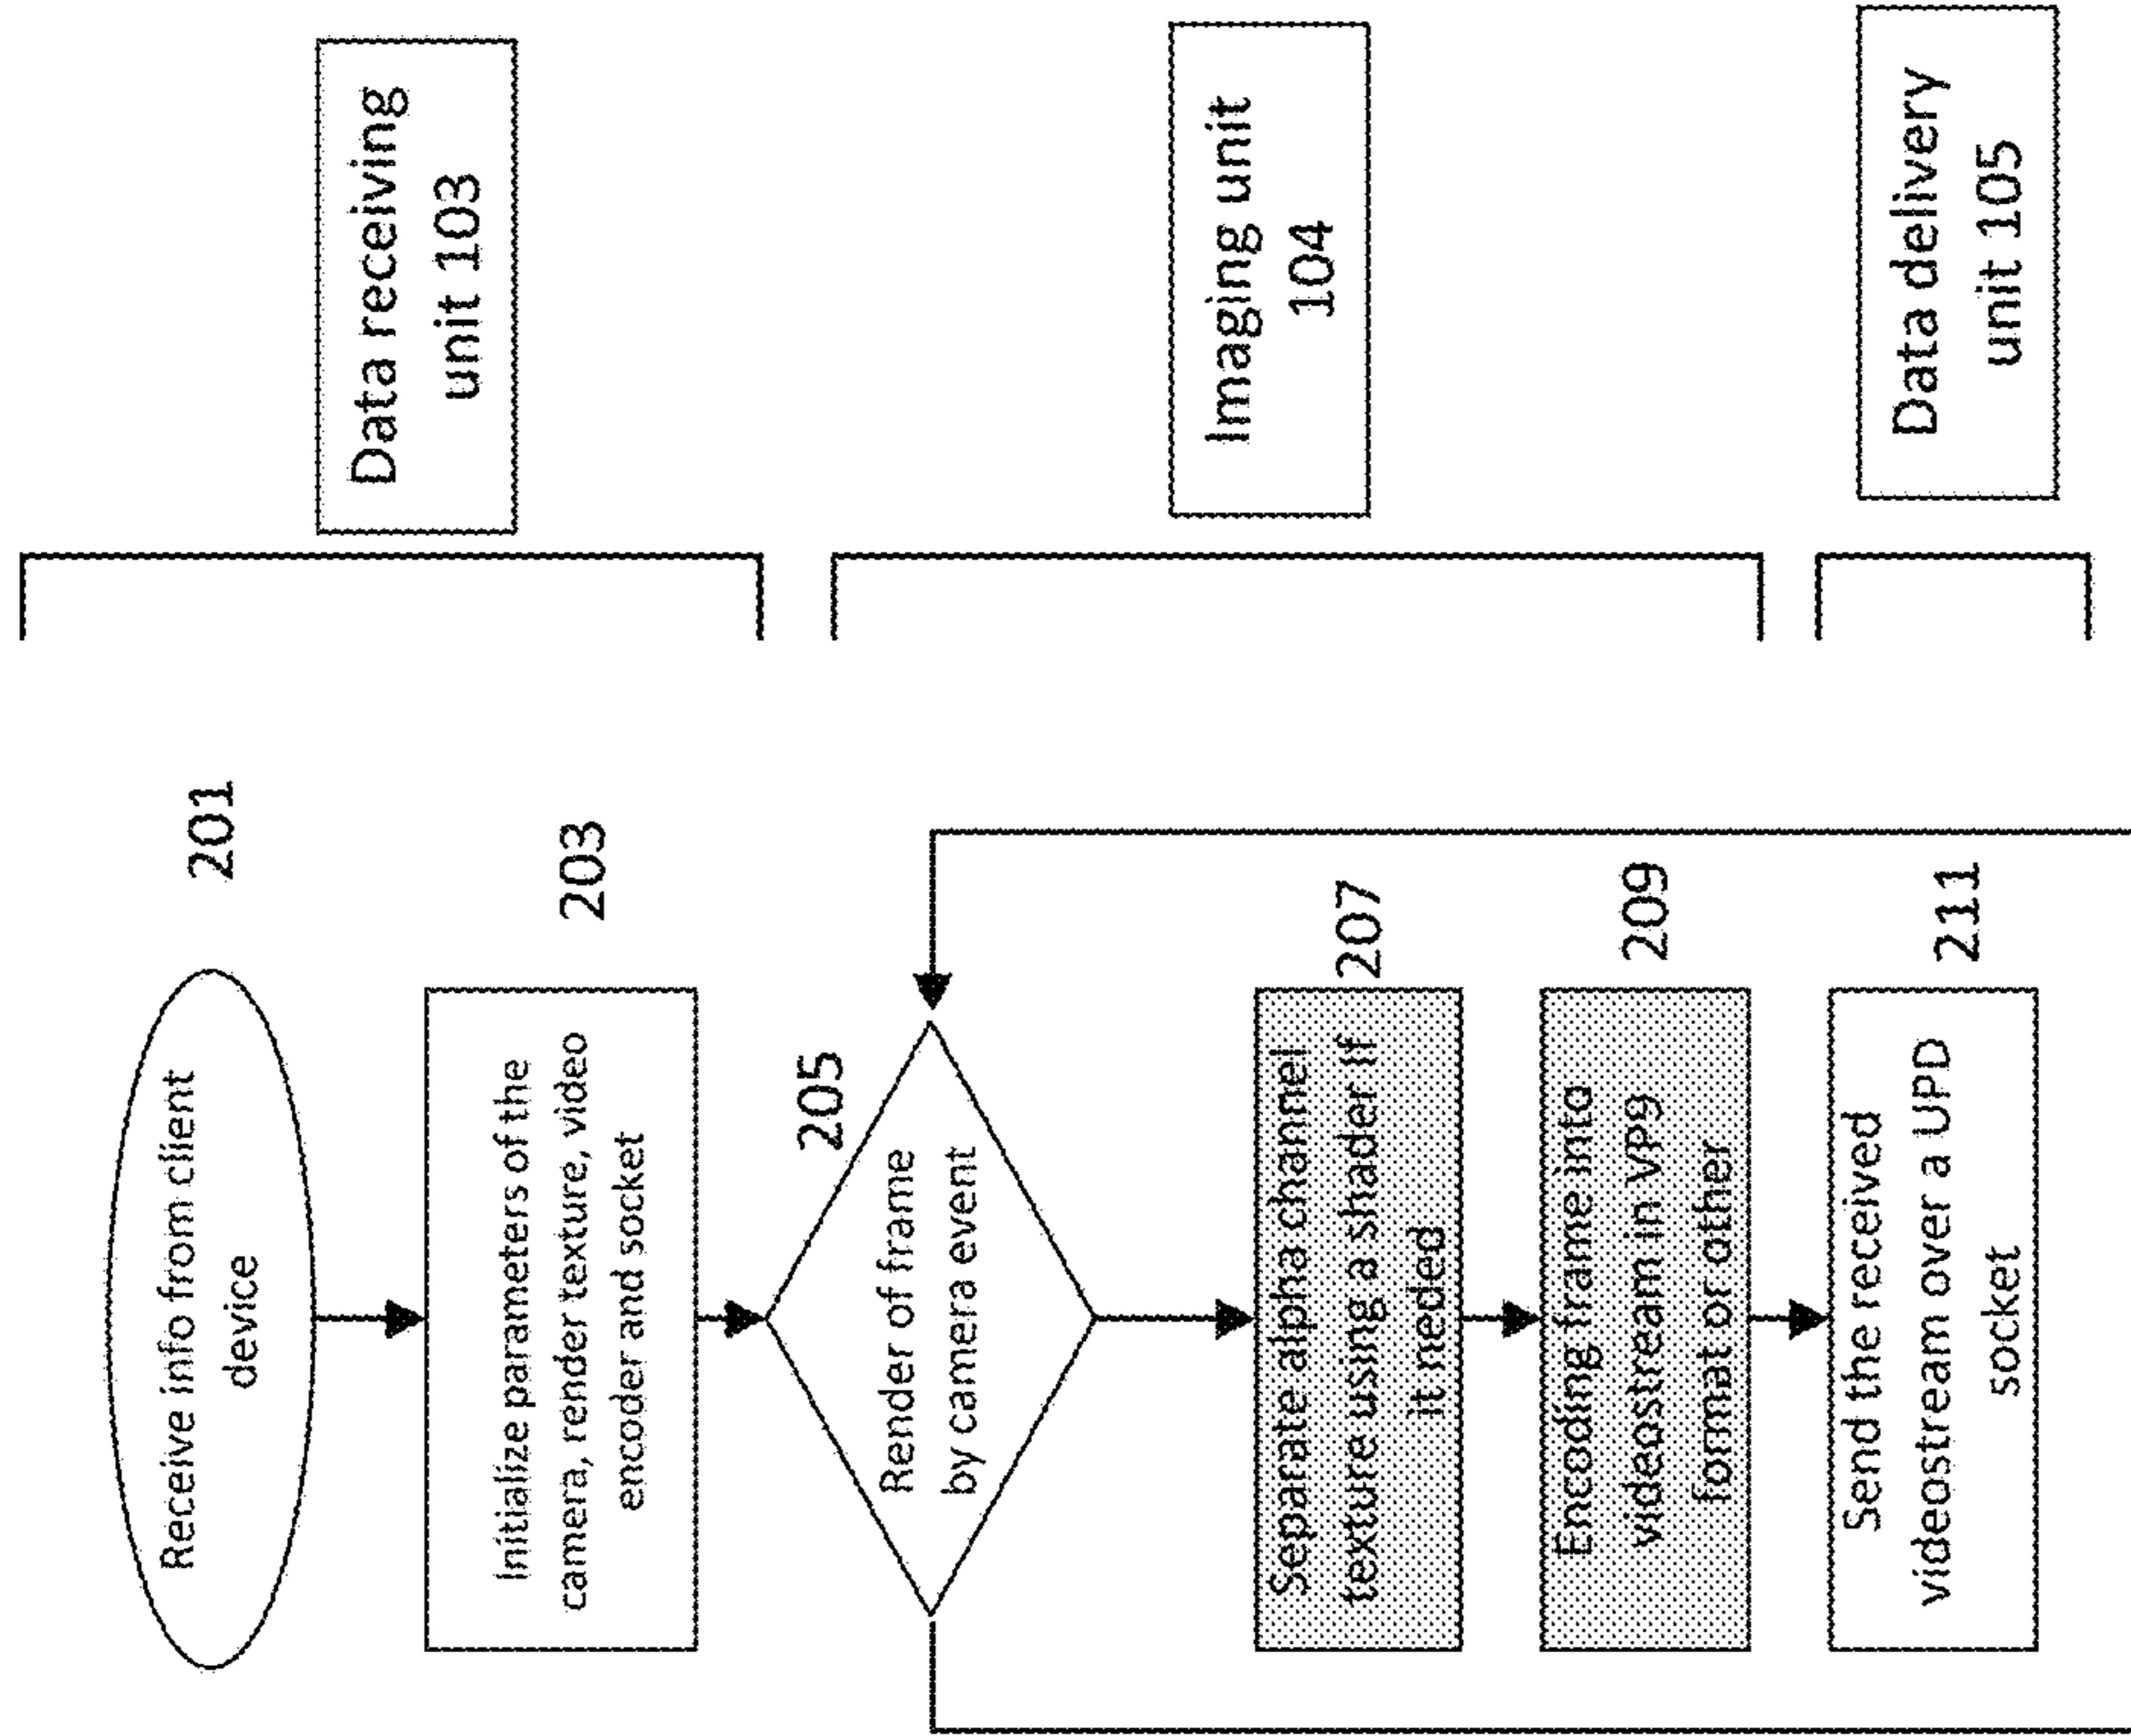 Receive info from client
device
201
Data receiving
unit 103
Initialize parameters of the
camera, render texture, video
encoder and socket
203
205
Render of frame
by camera event
Imaging unit
104
Separate alpha channel
texture using a shader If
it needed
207
Encoding frame into
videostream in VP9
format or other
209
Send the received
videostream over a UPD
socket
211
Data delivery
unit 105